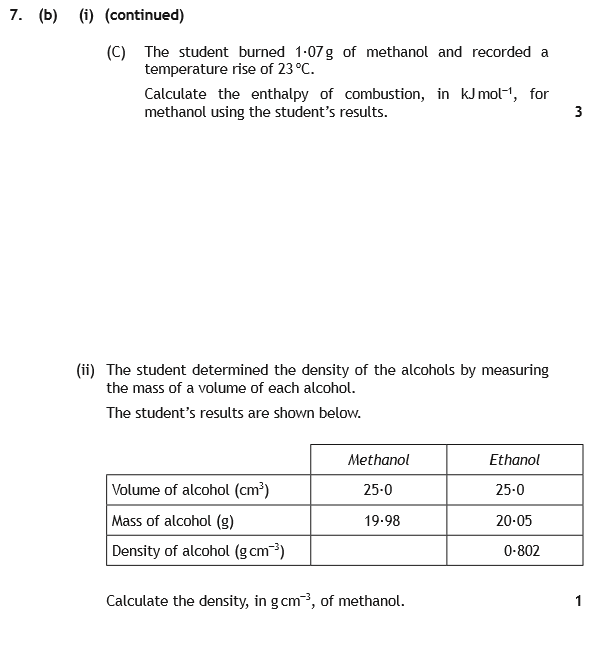 7. (b) (i) (continued)
(C) The student burned 1·07 g of methanol and recorded a
temperature rise of 23 °C.
Calculate the enthalpy of combustion, in kJ mol⁻¹, for
methanol using the student’s results.
3
(ii) The student determined the density of the alcohols by measuring
the mass of a volume of each alcohol.
The student’s results are shown below.
Methanol Ethanol
Volume of alcohol (cm³) 25·0 25·0
Mass of alcohol (g) 19·98 20·05
Density of alcohol (g cm⁻³) 0·802
Calculate the density, in g cm⁻³, of methanol. 1